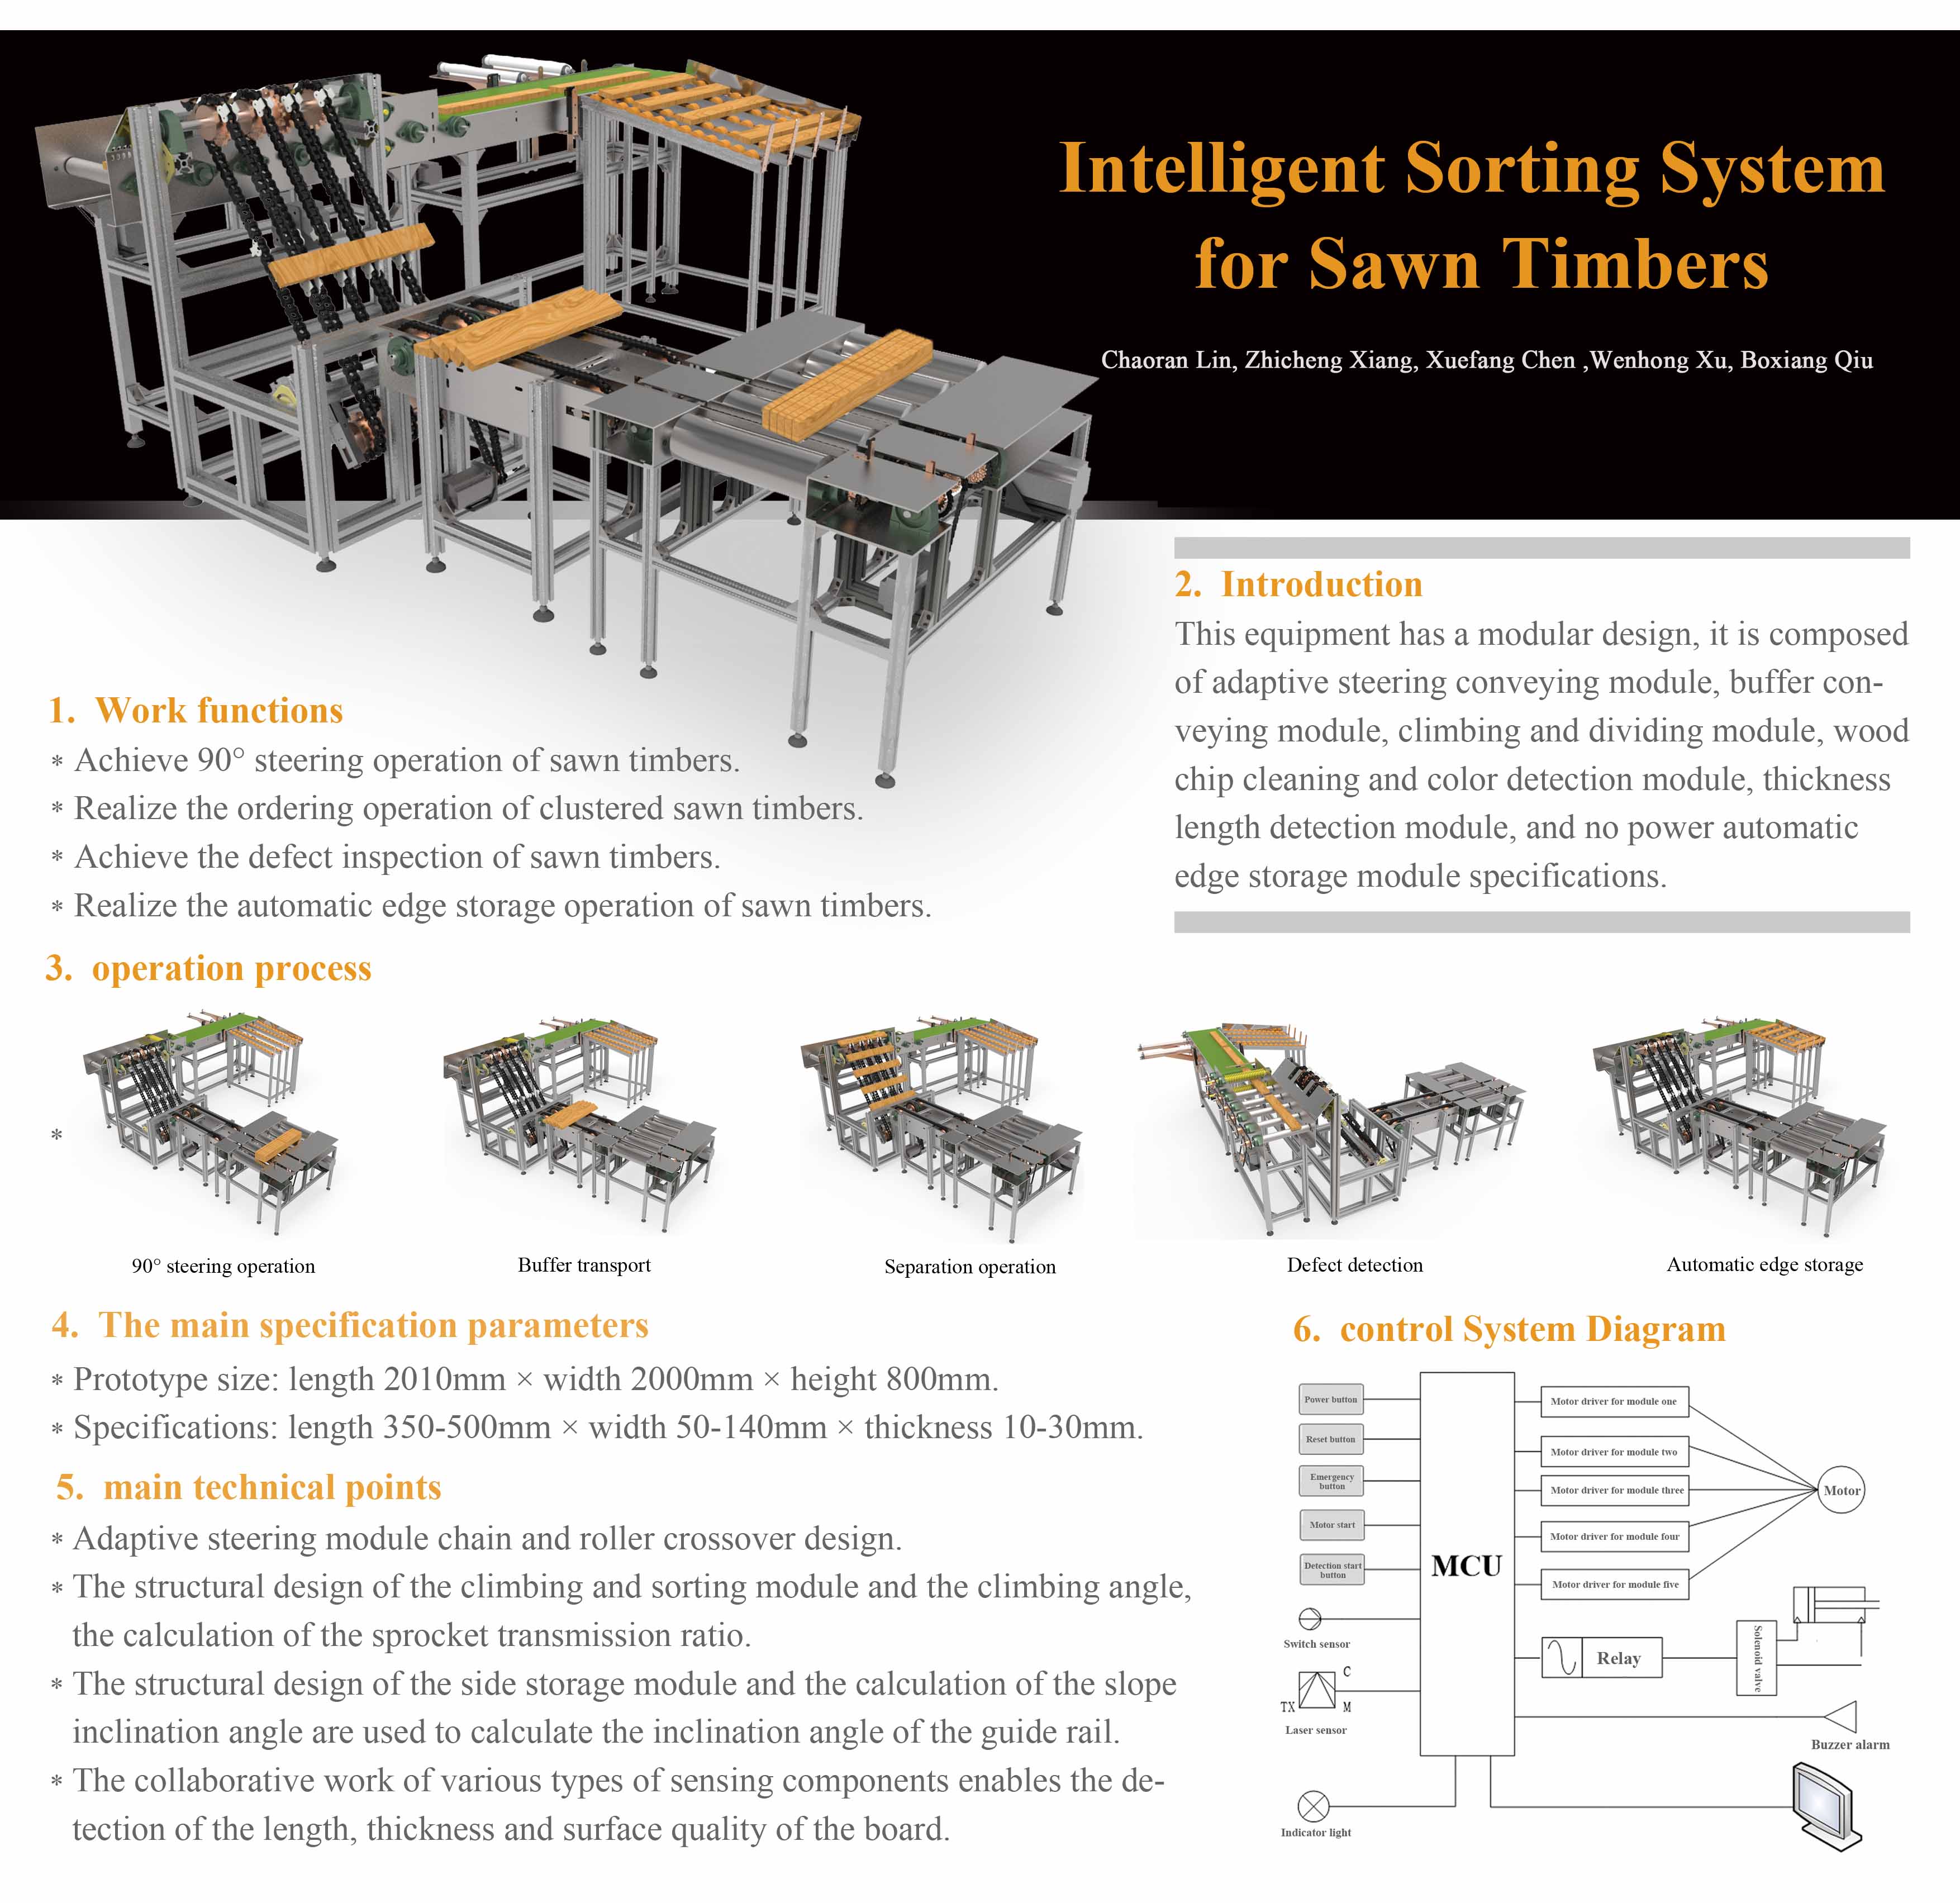 Intelligent Sorting System
for Sawn Timbers
Chaoran Lin, Zhicheng Xiang, Xuefang Chen ,Wenhong Xu, Boxiang Qiu
1. Work functions
* Achieve 90° steering operation of sawn timbers.
* Realize the ordering operation of clustered sawn timbers.
* Achieve the defect inspection of sawn timbers.
* Realize the automatic edge storage operation of sawn timbers.
2. Introduction
This equipment has a modular design, it is composed
of adaptive steering conveying module, buffer con-
veying module, climbing and dividing module, wood
chip cleaning and color detection module, thickness
length detection module, and no power automatic
edge storage module specifications.
3. operation process
*
90° steering operation
Buffer transport
Separation operation
Defect detection
Automatic edge storage
4. The main specification parameters
* Prototype size: length 2010mm × width 2000mm × height 800mm.
* Specifications: length 350-500mm × width 50-140mm × thickness 10-30mm.
5. main technical points
* Adaptive steering module chain and roller crossover design.
* The structural design of the climbing and sorting module and the climbing angle,
the calculation of the sprocket transmission ratio.
* The structural design of the side storage module and the calculation of the slope
inclination angle are used to calculate the inclination angle of the guide rail.
* The collaborative work of various types of sensing components enables the de-
tection of the length, thickness and surface quality of the board.
6. control System Diagram
Power button
Reset button
Emergency
button
Motor start
Detection start
button
Switch sensor
C
TX
M
Laser sensor
Indicator light
MCU
Motor driver for module one
Motor driver for module two
Motor driver for module three
Motor driver for module four
Motor driver for module five
Motor
Relay
Solenoid valve
Buzzer alarm